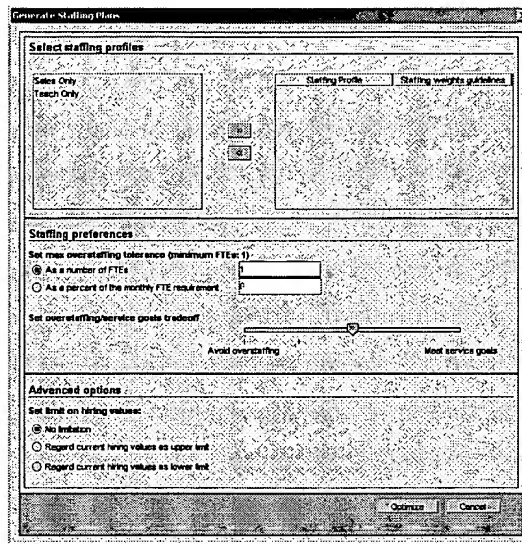 Generate Staffing Plans
Select staffing profiles
Sales Only
Teach Only
Staffing Profile
Staffing weights guidelines
Staffing preferences
Set max overstaffing tolerance (minimum FTEs: 1)
As a number of FTEs
1
As a percent of the monthly FTE requirement
0
Set overstaffing/service goals tradeoff
Avoid overstaffing
Meet service goals
Advanced options
Set limit on hiring values:
No limitation
Regard current hiring values as upper limit
Regard current hiring values as lower limit
Optimize
Cancel